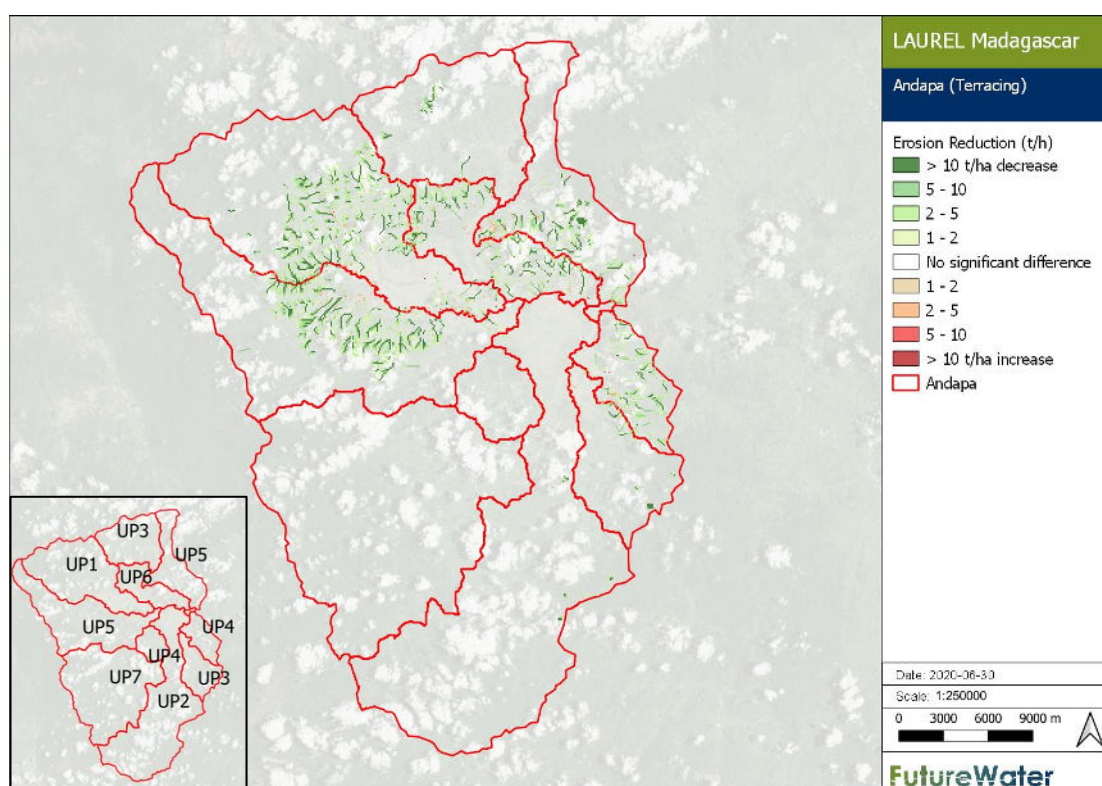 LAUREL Madagascar
Andapa (Terracing)
Erosion Reduction (t/h)
> 10 t/ha decrease
5 - 10
2 - 5
1 - 2
No significant difference
1 - 2
2 - 5
5 - 10
> 10 t/ha increase
Andapa
UP3
UP5
UP1
UP6
UP5
UP4
UP4
UP7
UP3
UP2
Date: 2020-06-30
Scale: 1:250000
0 3000 6000 9000 m
FutureWater